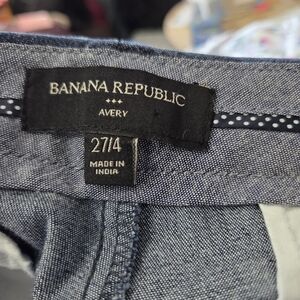 BANANA REPUBLIC
AVERY
27/4
MADE IN
INDIA